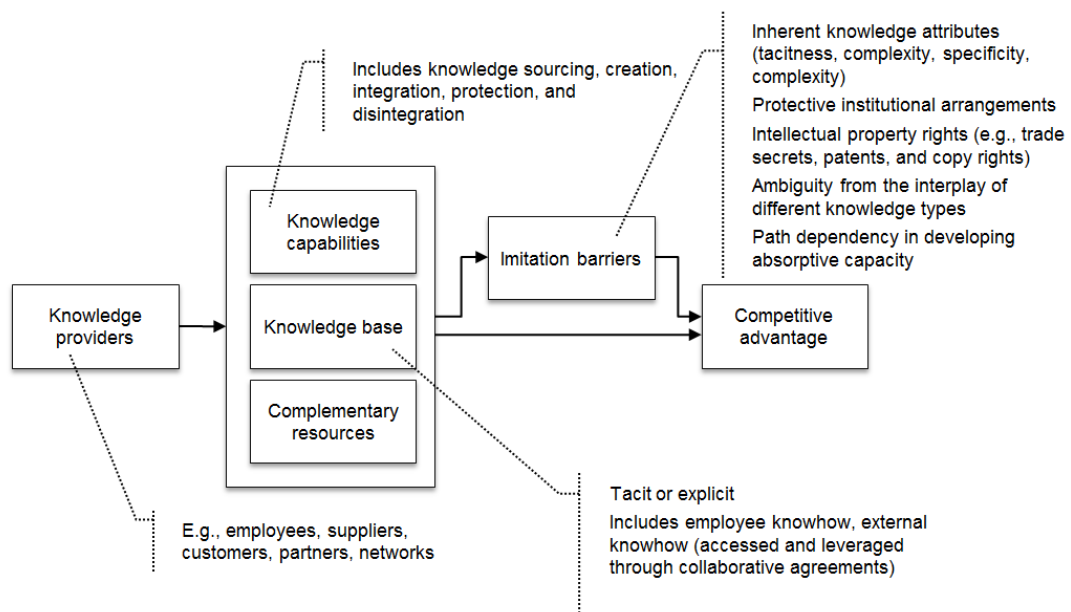 Includes knowledge sourcing, creation,
integration, protection, and
disintegration
Inherent knowledge attributes
(tacitness, complexity, specificity,
complexity)
Protective institutional arrangements
Intellectual property rights (e.g., trade
secrets, patents, and copy rights)
Ambiguity from the interplay of
different knowledge types
Path dependency in developing
absorptive capacity
Knowledge
providers
Knowledge
capabilities
Knowledge base
Complementary
resources
Imitation barriers
Competitive
advantage
E.g., employees, suppliers,
customers, partners, networks
Tacit or explicit
Includes employee knowhow, external
knowhow (accessed and leveraged
through collaborative agreements)